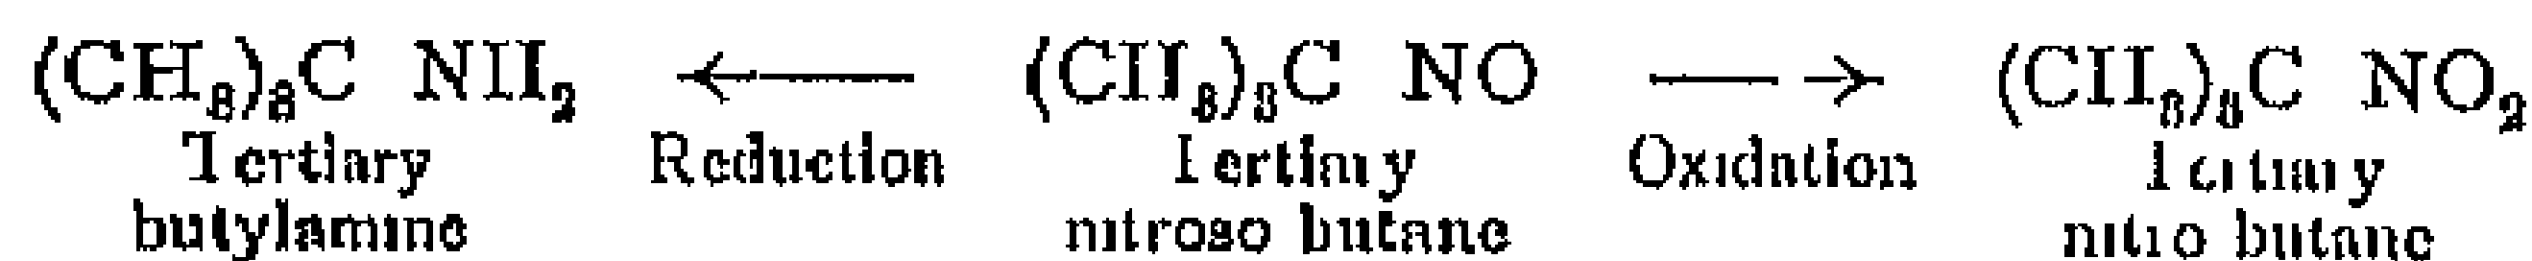 (CH₃)₃C NH₂ ← (CH₃)₃C NO → (CH₃)₃C NO₂
Tertiary Reduction Tertiary Oxidation Tertiary
butylamine nitroso butane nitro butane